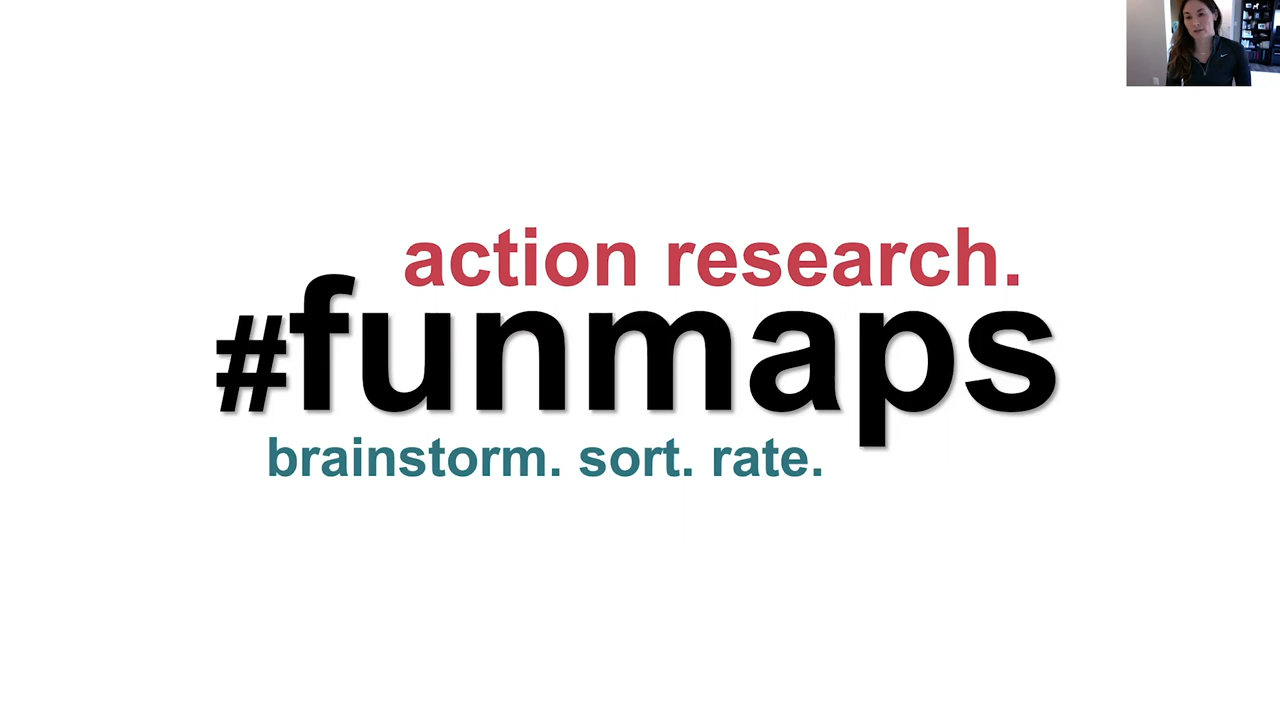 action research.
#funmaps
brainstorm. sort. rate.